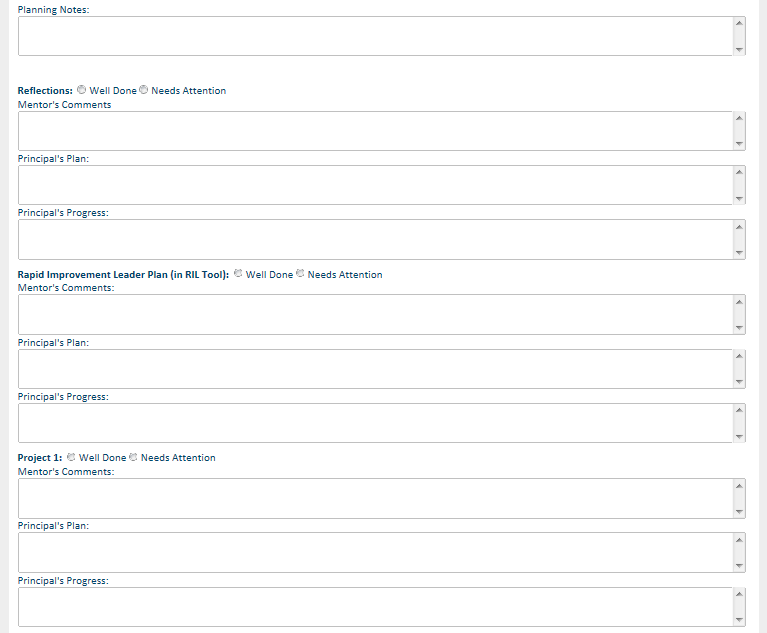 Planning Notes:
Reflections: Well Done Needs Attention
Mentor's Comments
Principal's Plan:
Principal's Progress:
Rapid Improvement Leader Plan (in RIL Tool): Well Done Needs Attention
Mentor's Comments:
Principal's Plan:
Principal's Progress:
Project 1: Well Done Needs Attention
Mentor's Comments:
Principal's Plan:
Principal's Progress: